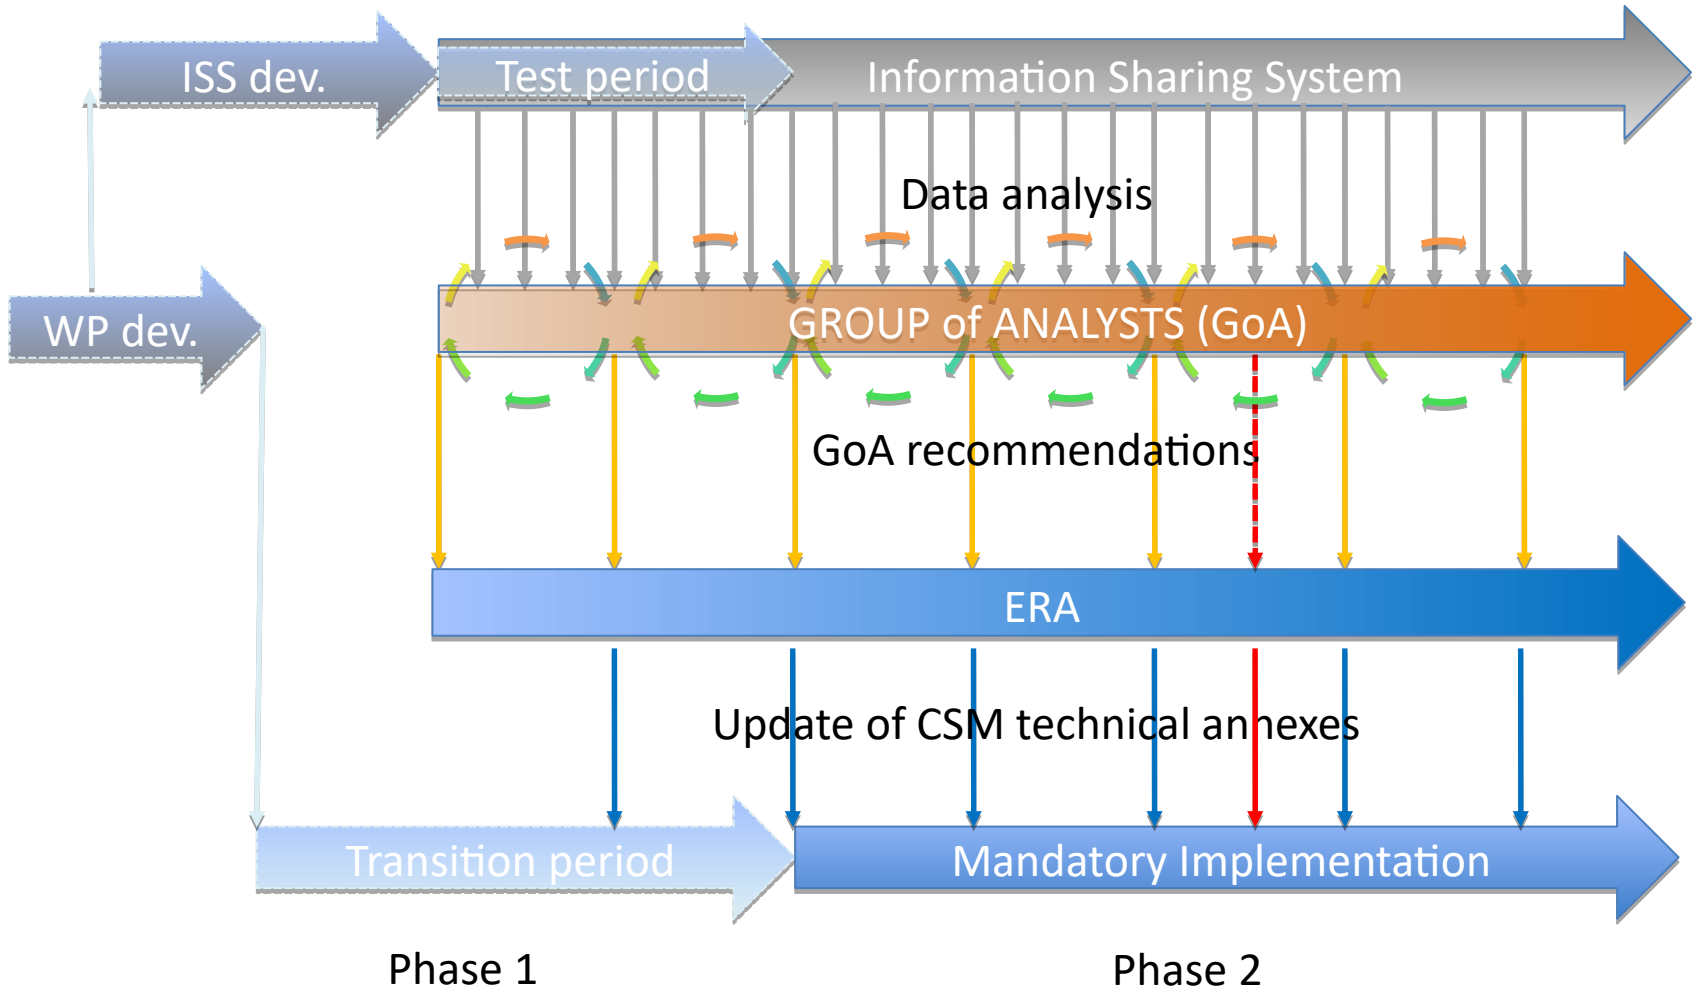 ISS dev.
Test period
Information Sharing System
Data analysis
WP dev.
GROUP of ANALYSTS (GoA)
GoA recommendations
ERA
Update of CSM technical annexes
Transition period
Mandatory Implementation
Phase 1
Phase 2